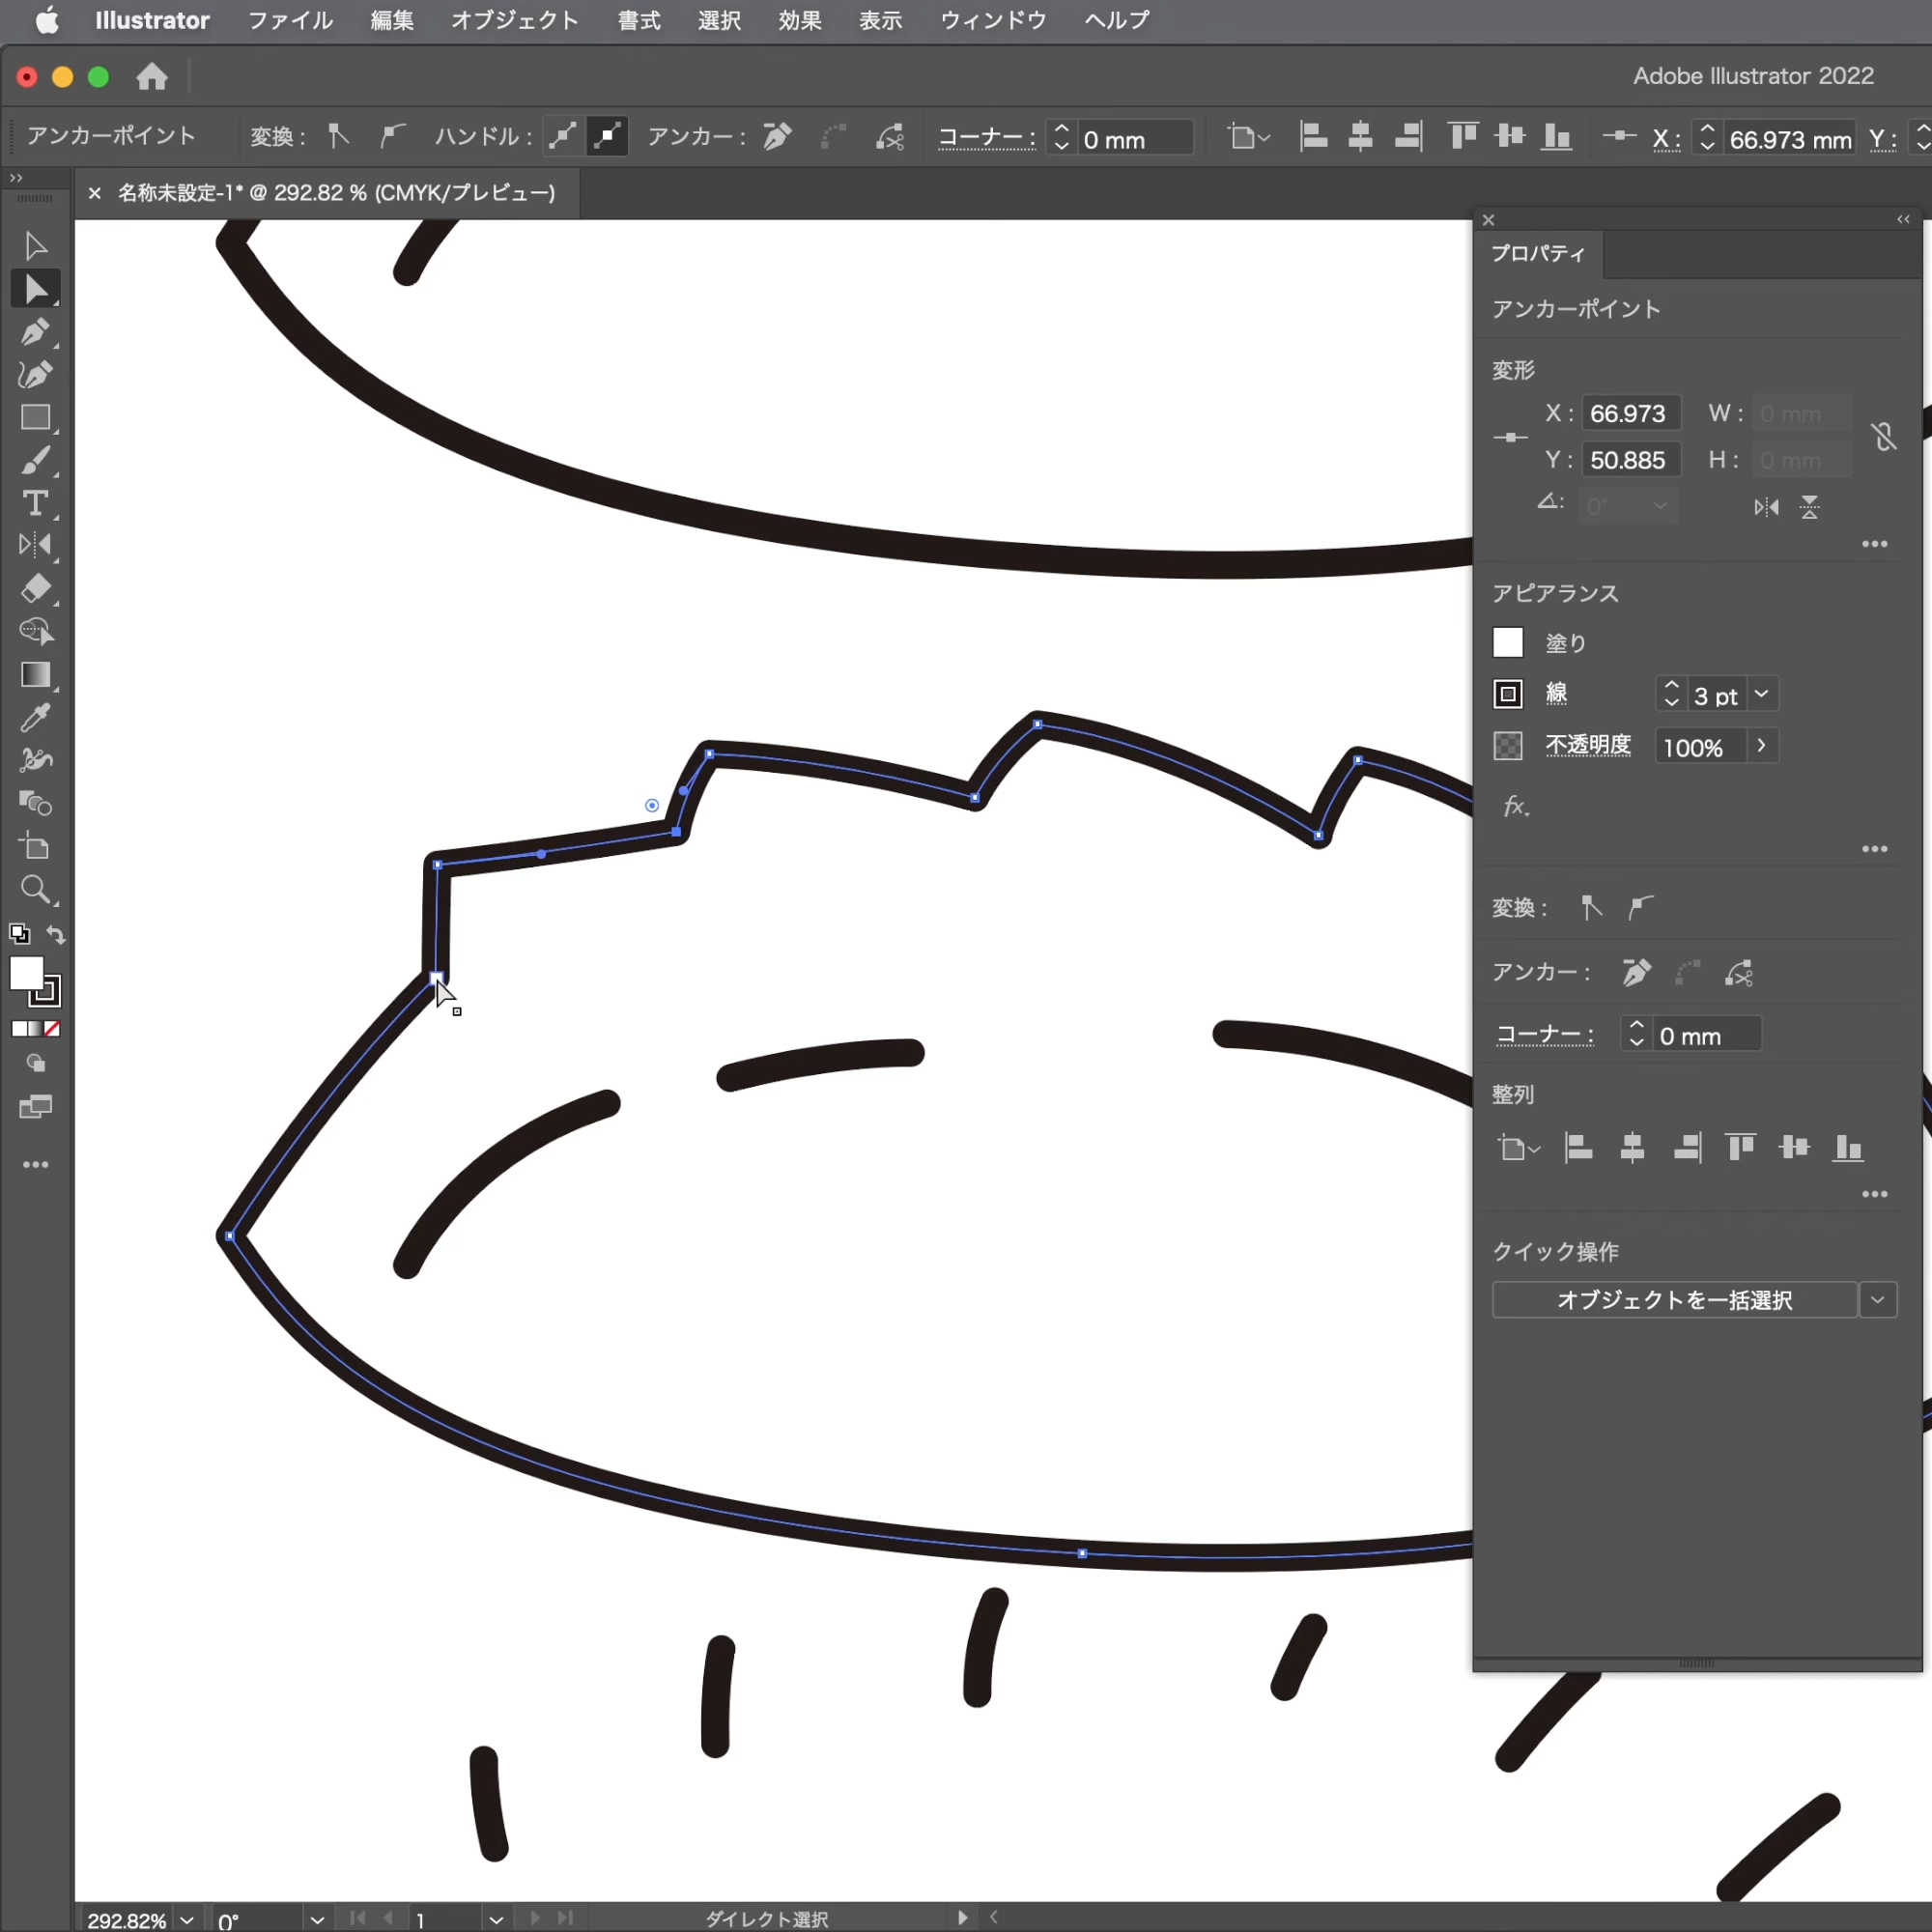 Illustrator ファイル 編集 オブジェクト 書式 選択 効果 表示 ウィンドウ ヘルプ
Adobe Illustrator 2022
アンカーポイント 変換： ハンドル： アンカー： コーナー： 0 mm X： 66.973 mm Y：
名称未設定-1* @ 292.82 % (CMYK/プレビュー)
プロパティ
アンカーポイント
変形
X： 66.973 W： 0 mm
Y： 50.885 H： 0 mm
0°
アピアランス
塗り
線 3 pt
不透明度 100%
fx.
変換：
アンカー：
コーナー： 0 mm
整列
クイック操作
オブジェクトを一括選択
292.82% 0° 1 ダイレクト選択